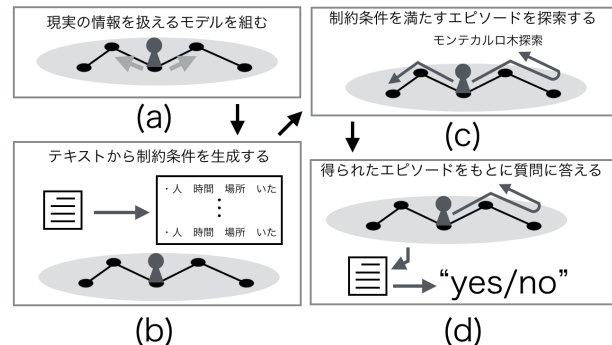 現実の情報を扱えるモデルを組む
(a)
テキストから制約条件を生成する
・人 時間 場所 いた
・人 時間 場所 いた
(b)
制約条件を満たすエピソードを探索する
モンテカルロ木探索
(c)
得られたエピソードをもとに質問に答える
“yes/no”
(d)